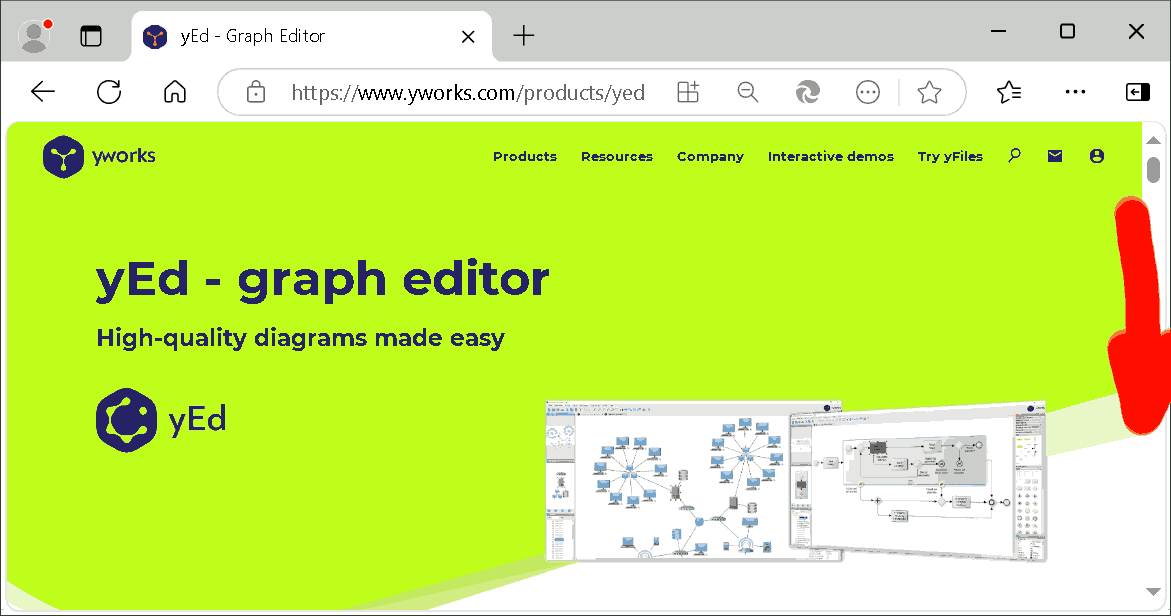 yEd - Graph Editor
https://www.yworks.com/products/yed
yworks
Products Resources Company Interactive demos Try yFiles
yEd - graph editor
High-quality diagrams made easy
yEd